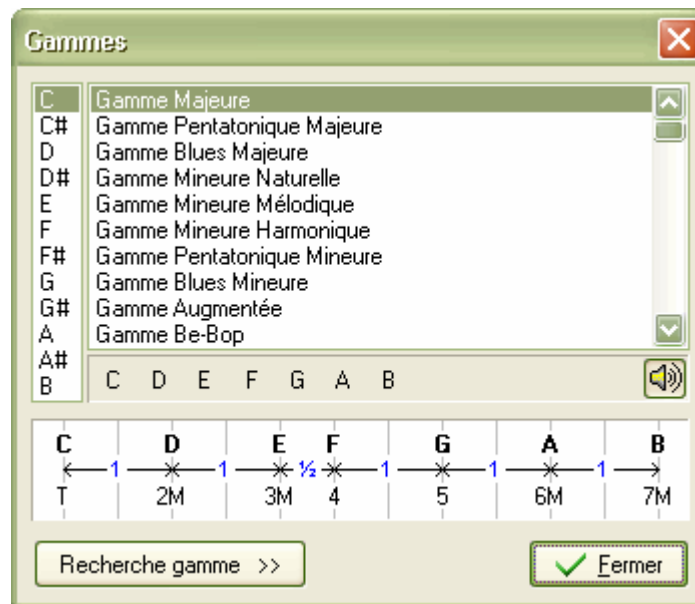 Gammes
C
C#
D
D#
E
F
F#
G
G#
A
A#
B
Gamme Majeure
Gamme Pentatonique Majeure
Gamme Blues Majeure
Gamme Mineure Naturelle
Gamme Mineure Mélodique
Gamme Mineure Harmonique
Gamme Pentatonique Mineure
Gamme Blues Mineure
Gamme Augmentée
Gamme Be-Bop
C D E F G A B
C D E F G A B
1 1 ½ 1 1 1
T 2M 3M 4 5 6M 7M
Recherche gamme >>
Fermer